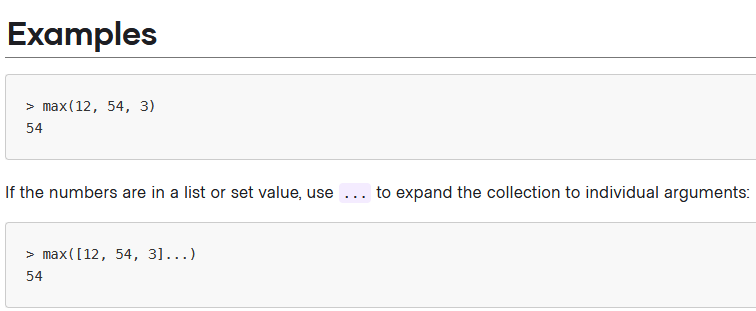 Examples
> max(12, 54, 3)
54
If the numbers are in a list or set value, use ... to expand the collection to individual arguments:
> max([12, 54, 3]...)
54